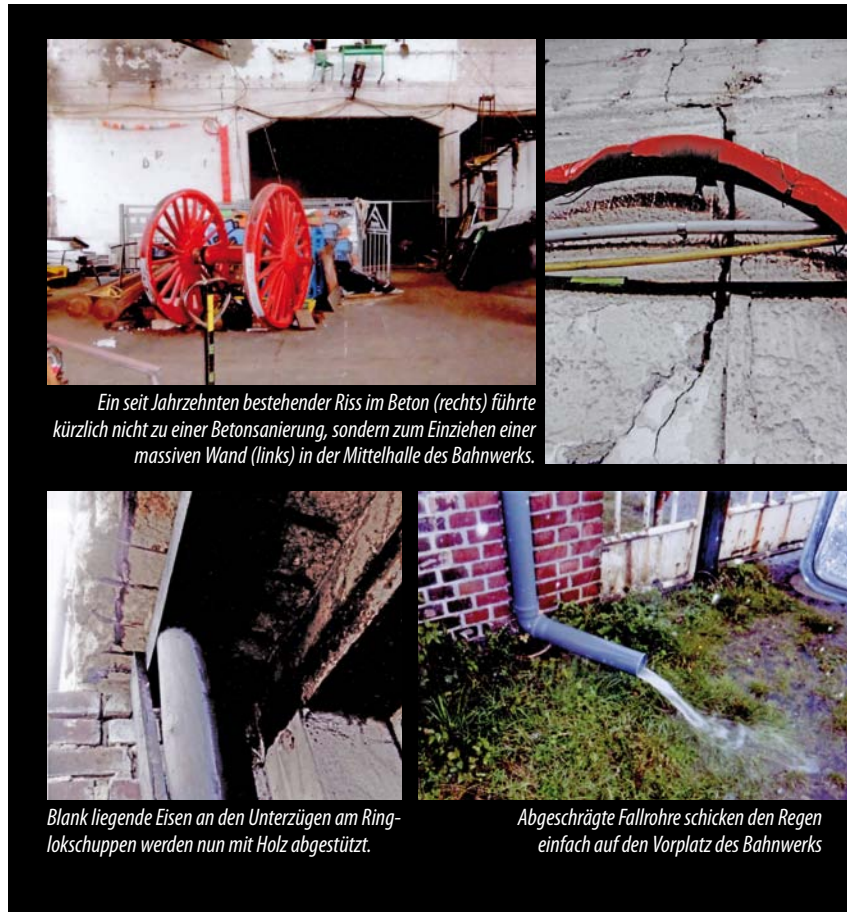 Ein seit Jahrzehnten bestehender Riss im Beton (rechts) führte
kürzlich nicht zu einer Betonsanierung, sondern zum Einziehen einer
massiven Wand (links) in der Mittelhalle des Bahnwerks.
Blank liegende Eisen an den Unterzügen am Ring-
lokschuppen werden nun mit Holz abgestützt.
Abgeschrägte Fallrohre schicken den Regen
einfach auf den Vorplatz des Bahnwerks